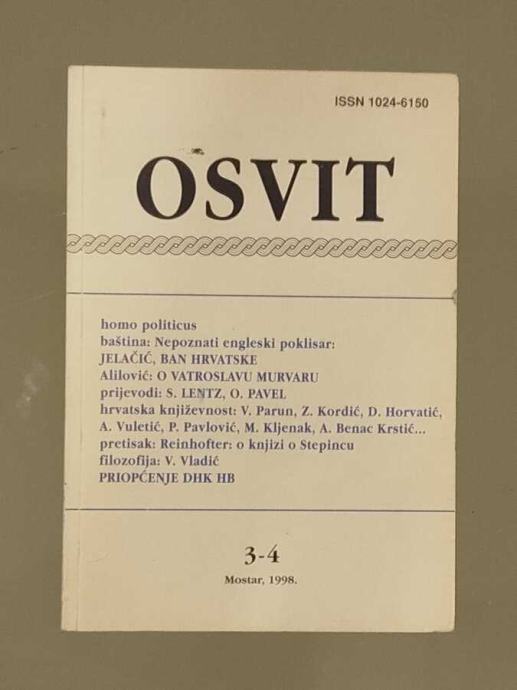 ISSN 1024-6150
OSVIT
homo politicus
baština: Nepoznati engleski poklisar:
JELAČIĆ, BAN HRVATSKE
Alilović: O VATROSLAVU MURVARU
prijevodi: S. LENTZ, O. PAVEL
hrvatska književnost: V. Parun, Z. Kordić, D. Horvatić,
A. Vuletić, P. Pavlović, M. Kljenak, A. Benac Krstić...
pretisak: Reinhofter: o knjizi o Stepincu
filozofija: V. Vladić
PRIOPĆENJE DHK HB
3-4
Mostar, 1998.